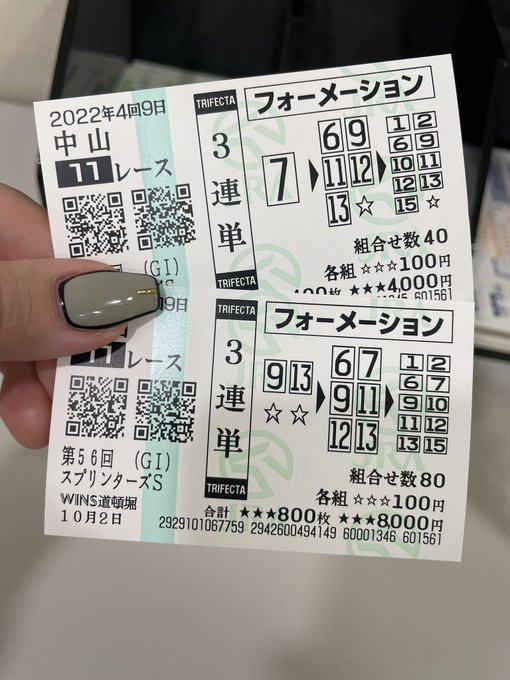 2022年4回9日
中山
11レース
回 (GI)
TRIFECTA
3連単
TRIFECTA
フォーメーション
7
6 9
11 12
13 ☆
1 2
6 9
10 11
12 13
15 ☆
組合せ数40
各組 ☆☆☆100円
★★★4,000円
601561
9日
11レース
第56回 (GI)
スプリンターズS
WINS道頓堀
10月2日
TRIFECTA
3連単
TRIFECTA
フォーメーション
9 13
☆ ☆
6 7
9 11
12 13
1 2
6 7
9 10
11 12
13 15
組合せ数80
各組 ☆☆☆100円
合計 ★★★800枚 ★★★8,000円
2929101067759 2942600494149 60001346 601561